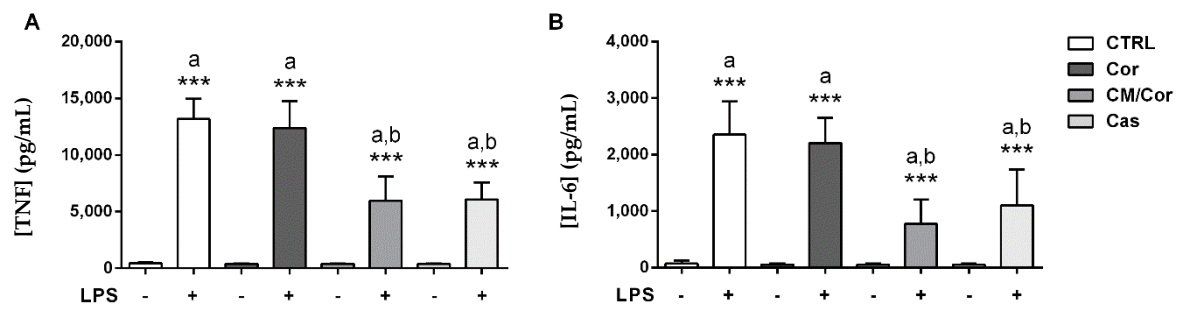 A
20,000
15,000
10,000
5,000
0
[TNF] (pg/mL)
a
***
a
***
a,b
***
a,b
***
LPS - + - + - + - +
B
4,000
3,000
2,000
1,000
0
[IL-6] (pg/mL)
a
***
a
***
a,b
***
a,b
***
LPS - + - + - + - +
CTRL
Cor
CM/Cor
Cas